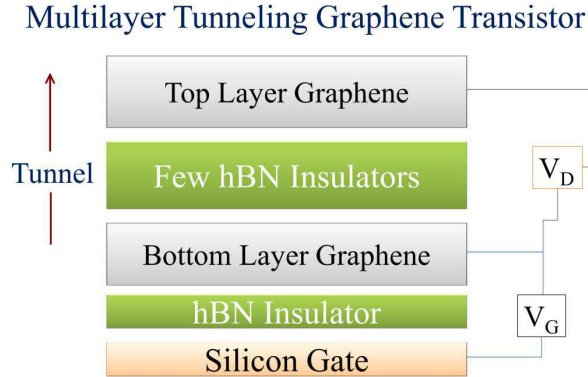 Multilayer Tunneling Graphene Transistor
Top Layer Graphene
Tunnel
Few hBN Insulators
V_D
Bottom Layer Graphene
hBN Insulator
V_G
Silicon Gate